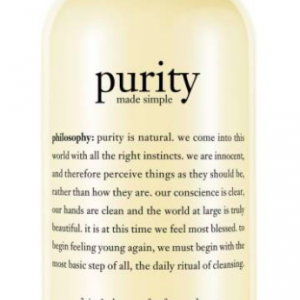 purity
made simple
philosophy: purity is natural. we come into this
world with all the right instincts. we are innocent,
and therefore perceive things as they should be,
rather than how they are. our conscience is clear,
our hands are clean and the world at large is truly
beautiful. it is at this time we feel most blessed. to
begin feeling young again, we must begin with the
most basic step of all, the daily ritual of cleansing.